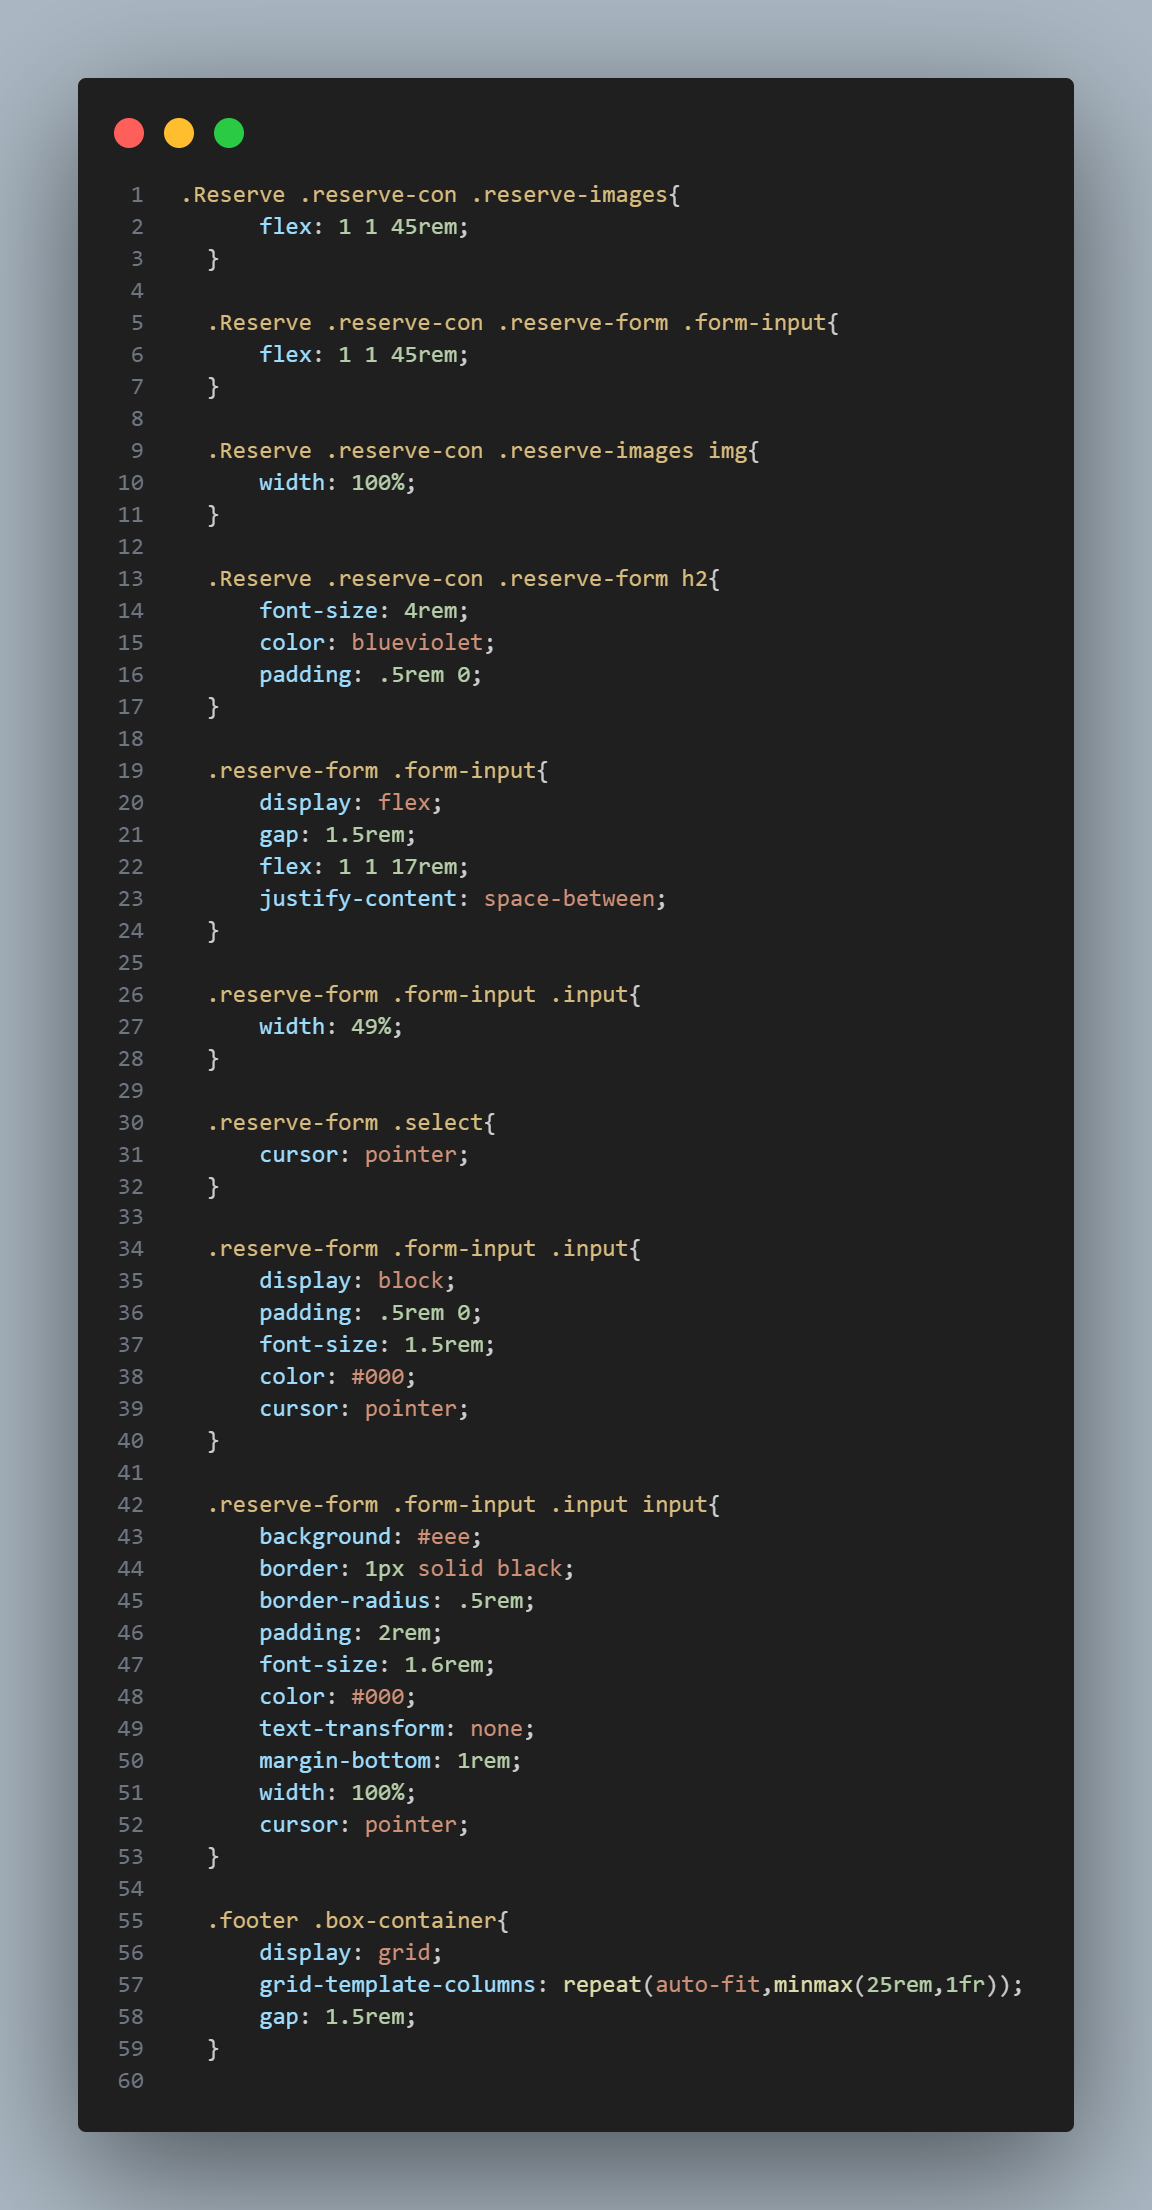 1 .Reserve .reserve-con .reserve-images{
2 flex: 1 1 45rem;
3 }
4
5 .Reserve .reserve-con .reserve-form .form-input{
6 flex: 1 1 45rem;
7 }
8
9 .Reserve .reserve-con .reserve-images img{
10 width: 100%;
11 }
12
13 .Reserve .reserve-con .reserve-form h2{
14 font-size: 4rem;
15 color: blueviolet;
16 padding: .5rem 0;
17 }
18
19 .reserve-form .form-input{
20 display: flex;
21 gap: 1.5rem;
22 flex: 1 1 17rem;
23 justify-content: space-between;
24 }
25
26 .reserve-form .form-input .input{
27 width: 49%;
28 }
29
30 .reserve-form .select{
31 cursor: pointer;
32 }
33
34 .reserve-form .form-input .input{
35 display: block;
36 padding: .5rem 0;
37 font-size: 1.5rem;
38 color: #000;
39 cursor: pointer;
40 }
41
42 .reserve-form .form-input .input input{
43 background: #eee;
44 border: 1px solid black;
45 border-radius: .5rem;
46 padding: 2rem;
47 font-size: 1.6rem;
48 color: #000;
49 text-transform: none;
50 margin-bottom: 1rem;
51 width: 100%;
52 cursor: pointer;
53 }
54
55 .footer .box-container{
56 display: grid;
57 grid-template-columns: repeat(auto-fit,minmax(25rem,1fr));
58 gap: 1.5rem;
59 }
60